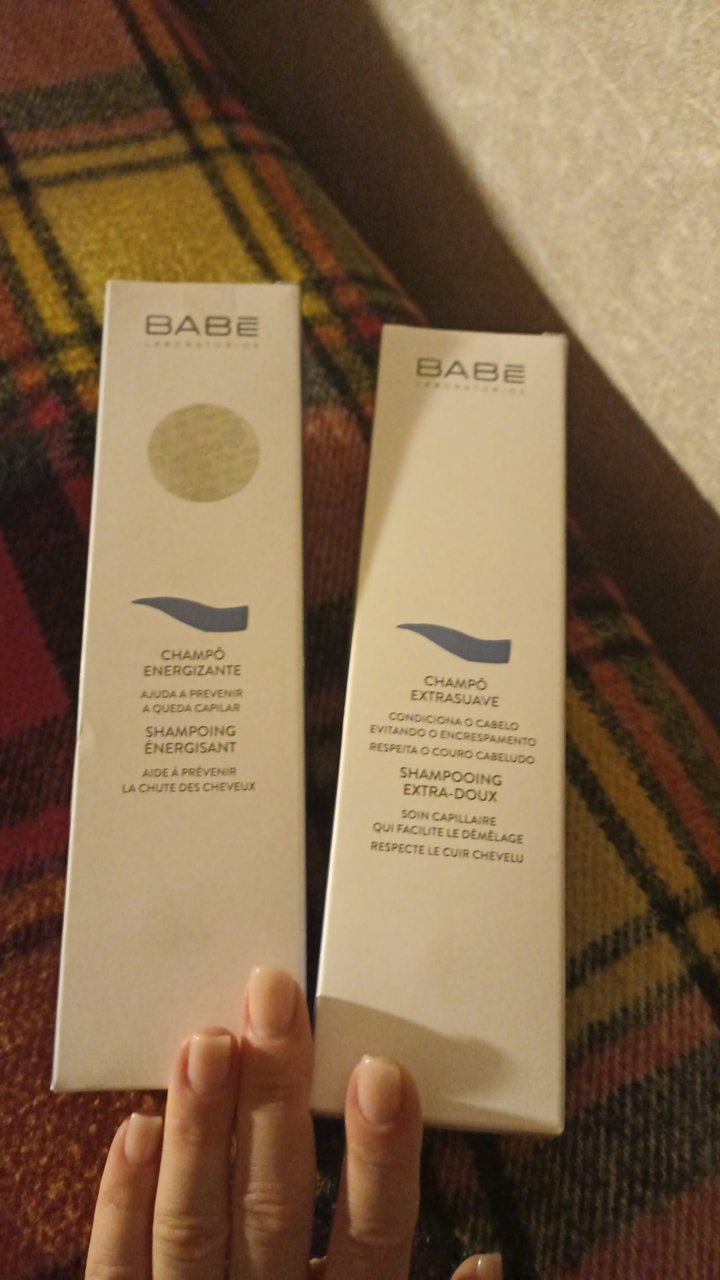 BABĒ
LABORATORIOS
CHAMPÔ
ENERGIZANTE
AJUDA A PREVENIR
A QUEDA CAPILAR
SHAMPOING
ÉNERGISANT
AIDE À PRÉVENIR
LA CHUTE DES CHEVEUX
BABĒ
LABORATORIOS
CHAMPÔ
EXTRASUAVE
CONDICIONA O CABELO
EVITANDO O ENCRESPAMENTO
RESPEITA O COURO CABELUDO
SHAMPOOING
EXTRA-DOUX
SOIN CAPILLAIRE
QUI FACILITE LE DÉMÊLAGE
RESPECTE LE CUIR CHEVELU